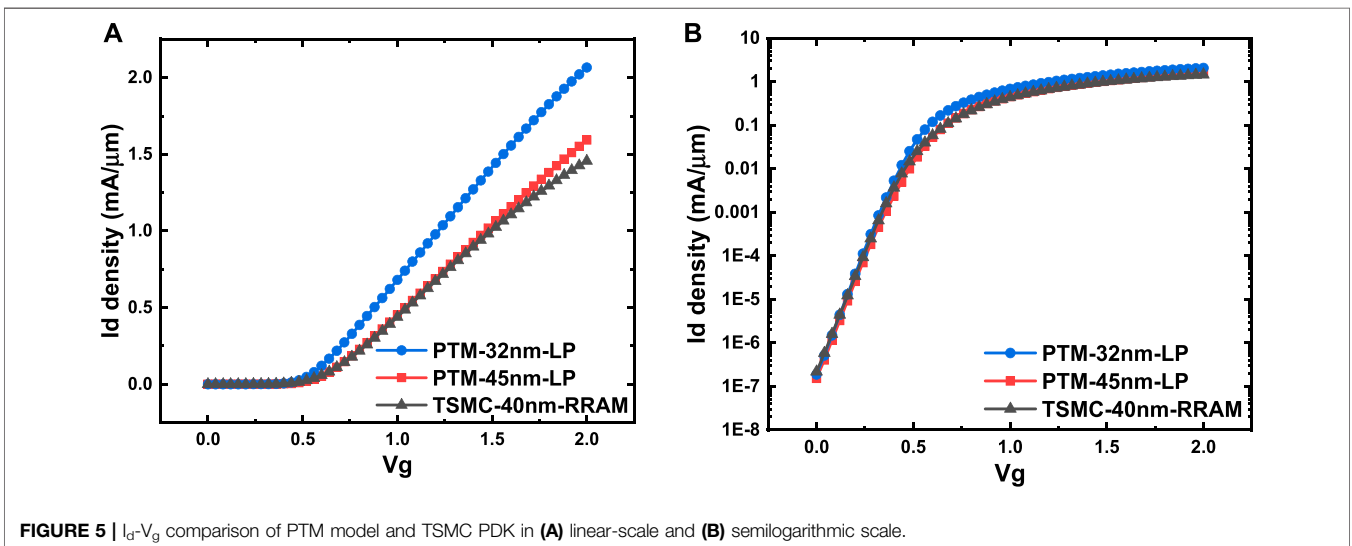 A
Id density (mA/μm)
2.0
1.5
1.0
0.5
0.0
PTM-32nm-LP
PTM-45nm-LP
TSMC-40nm-RRAM
0.0 0.5 1.0 1.5 2.0
Vg
B
Id density (mA/μm)
10
1
0.1
0.01
0.001
1E-4
1E-5
1E-6
1E-7
1E-8
PTM-32nm-LP
PTM-45nm-LP
TSMC-40nm-RRAM
0.0 0.5 1.0 1.5 2.0
Vg
FIGURE 5 | Id-Vg comparison of PTM model and TSMC PDK in (A) linear-scale and (B) semilogarithmic scale.